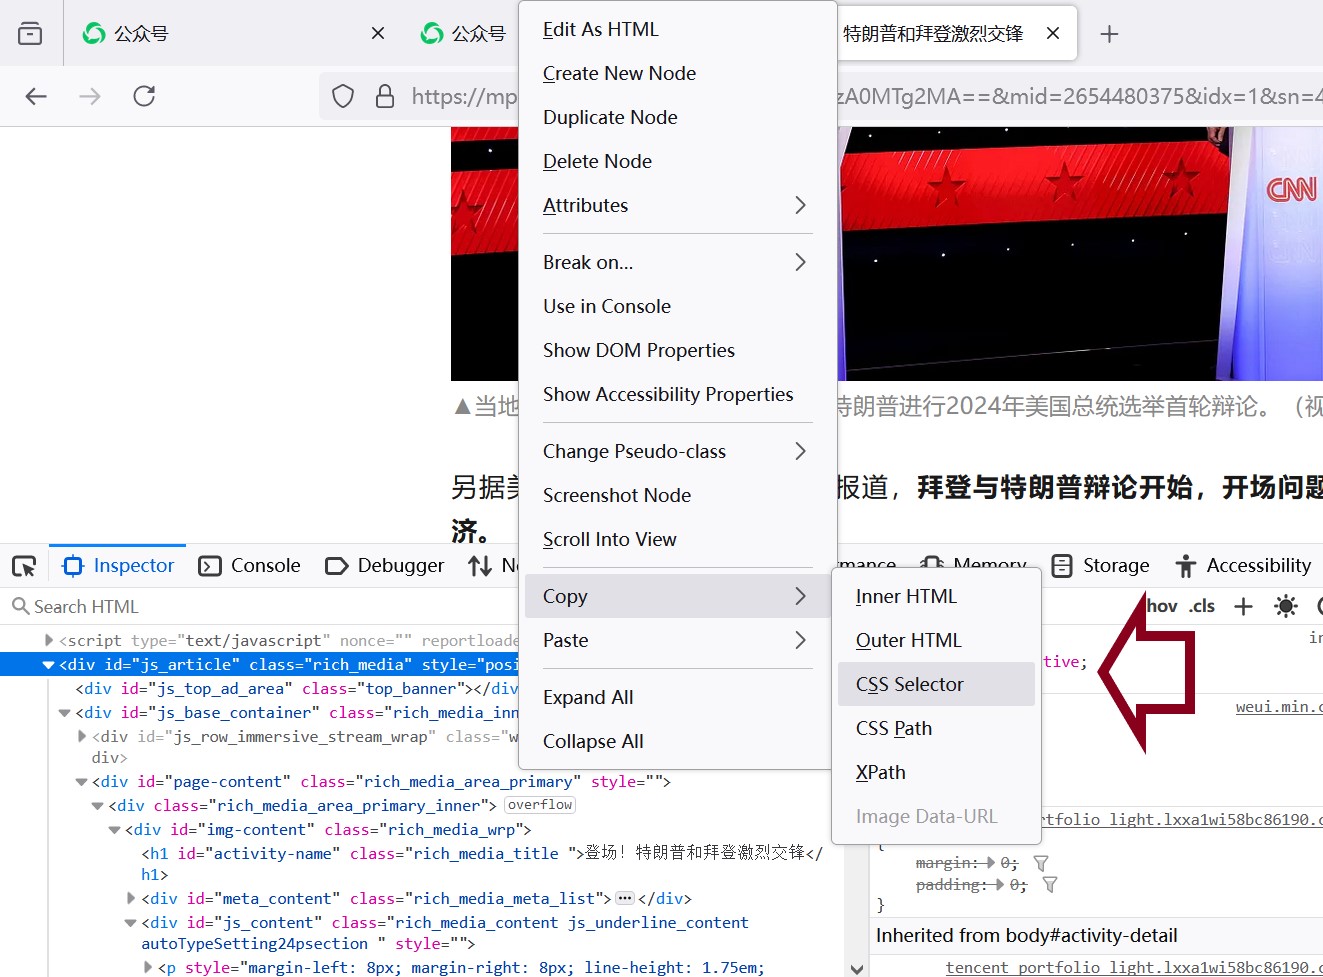 公众号
公众号
特朗普和拜登激烈交锋
https://mp
zA0MTg2MA==&mid=2654480375&idx=1&sn=4
CNN
▲当地
特朗普进行2024年美国总统选举首轮辩论。（视
另据美
报道，拜登与特朗普辩论开始，开场问题
济。
Edit As HTML
Create New Node
Duplicate Node
Delete Node
Attributes
Break on...
Use in Console
Show DOM Properties
Show Accessibility Properties
Change Pseudo-class
Screenshot Node
Scroll Into View
Copy
Paste
Expand All
Collapse All
Inner HTML
Outer HTML
CSS Selector
CSS Path
XPath
Image Data-URL
Inspector
Console
Debugger
N
mance
Memory
Storage
Accessibility
Search HTML
:hov .cls
<script type="text/javascript" nonce="" reportloade
<div id="js_article" class="rich_media" style="posi
<div id="js_top_ad_area" class="top_banner"></div
<div id="js_base_container" class="rich_media_inn
<div id="js_row_immersive_stream_wrap" class="w
div>
<div id="page-content" class="rich_media_area_primary" style="">
<div class="rich_media_area_primary_inner"> overflow
<div id="img-content" class="rich_media_wrp">
<h1 id="activity-name" class="rich_media_title ">登场！特朗普和拜登激烈交锋</
h1>
<div id="meta_content" class="rich_media_meta_list"> ••• </div>
<div id="js_content" class="rich_media_content js_underline_content
autoTypeSetting24psection " style="">
<p style="margin-left: 8px; margin-right: 8px; line-height: 1.75em;
in
tive;
weui.min.c
rtfolio_light.lxxa1wi58bc86190.c
{
margin: 0;
padding: 0;
}
Inherited from body#activity-detail
tencent_portfolio_light.lxxa1wi58bc86190.c